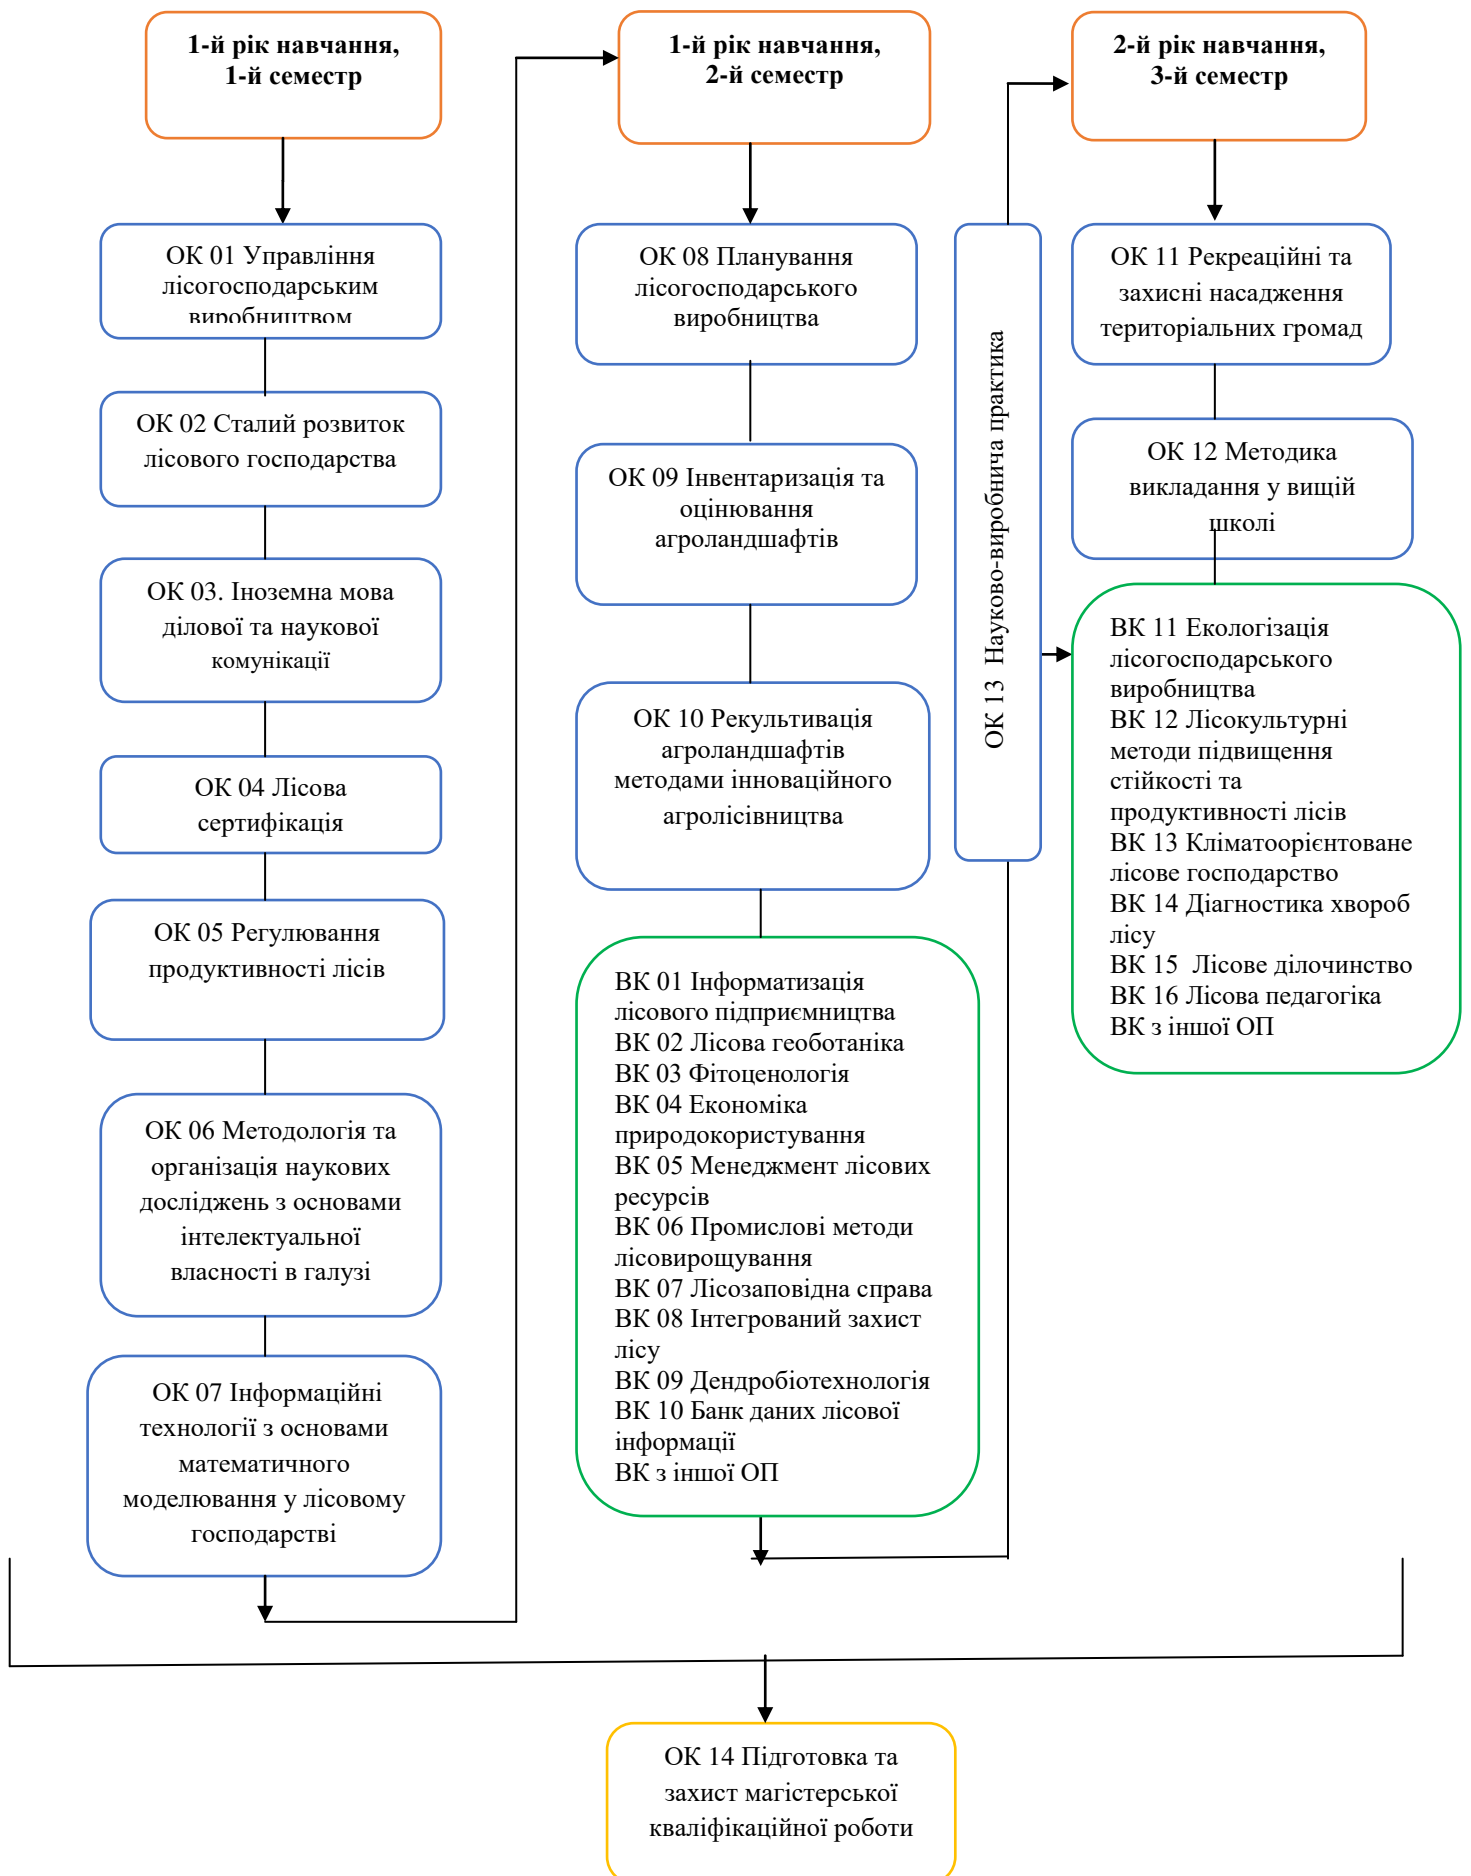 1-й рік навчання,
1-й семестр
ОК 01 Управління
лісогосподарським
виробництвом
ОК 02 Сталий розвиток
лісового господарства
ОК 03. Іноземна мова
ділової та наукової
комунікації
ОК 04 Лісова
сертифікація
ОК 05 Регулювання
продуктивності лісів
ОК 06 Методологія та
організація наукових
досліджень з основами
інтелектуальної
власності в галузі
ОК 07 Інформаційні
технології з основами
математичного
моделювання у лісовому
господарстві
1-й рік навчання,
2-й семестр
ОК 08 Планування
лісогосподарського
виробництва
ОК 09 Інвентаризація та
оцінювання
агроландшафтів
ОК 10 Рекультивація
агроландшафтів
методами інноваційного
агролісівництва
ВК 01 Інформатизація
лісового підприємництва
ВК 02 Лісова геоботаніка
ВК 03 Фітоценологія
ВК 04 Економіка
природокористування
ВК 05 Менеджмент лісових
ресурсів
ВК 06 Промислові методи
лісовирощування
ВК 07 Лісозаповідна справа
ВК 08 Інтегрований захист
лісу
ВК 09 Дендробіотехнологія
ВК 10 Банк даних лісової
інформації
ВК з іншої ОП
ОК 13 Науково-виробнича практика
2-й рік навчання,
3-й семестр
ОК 11 Рекреаційні та
захисні насадження
територіальних громад
ОК 12 Методика
викладання у вищій
школі
ВК 11 Екологізація
лісогосподарського
виробництва
ВК 12 Лісокультурні
методи підвищення
стійкості та
продуктивності лісів
ВК 13 Кліматоорієнтоване
лісове господарство
ВК 14 Діагностика хвороб
лісу
ВК 15 Лісове ділочинство
ВК 16 Лісова педагогіка
ВК з іншої ОП
ОК 14 Підготовка та
захист магістерської
кваліфікаційної роботи